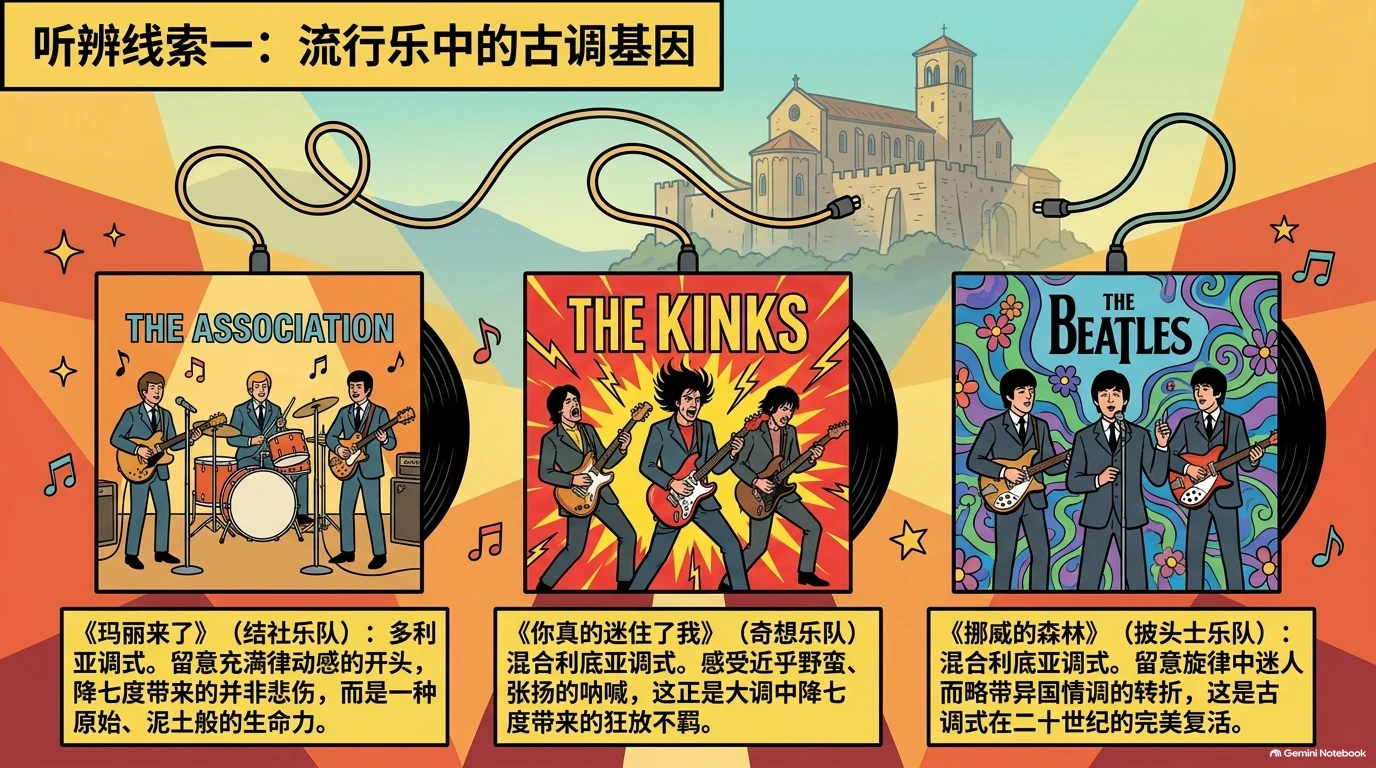 听辨线索一：流行乐中的古调基因
THE ASSOCIATION
THE KINKS
THE
BEATLES
《玛丽来了》（结社乐队）：多利
亚调式。留意充满律动感的开头，
降七度带来的并非悲伤，而是一种
原始、泥土般的生命力。
《你真的迷住了我》（奇想乐队）
混合利底亚调式。感受近乎野蛮、
张扬的呐喊，这正是大调中降七
度带来的狂放不羁。
《挪威的森林》（披头士乐队）：
混合利底亚调式。留意旋律中迷人
而略带异国情调的转折，这是古
调式在二十世纪的完美复活。
Gemini Notebook